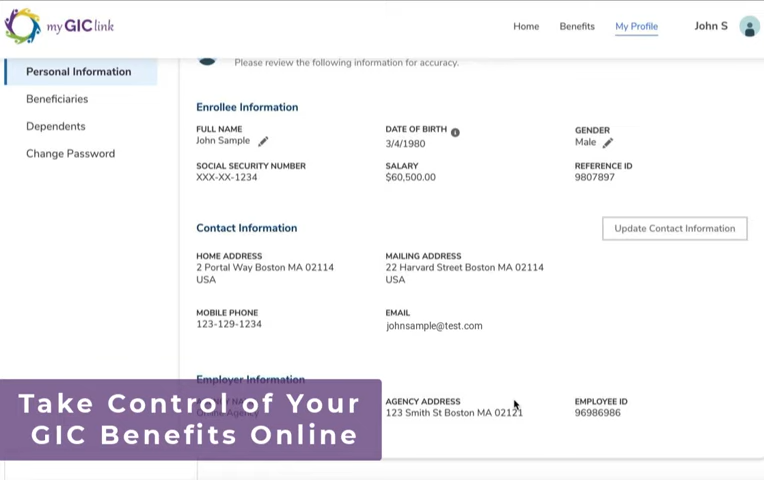 my GIC link
Home Benefits My Profile John S
Personal Information
Beneficiaries
Dependents
Change Password
Please review the following information for accuracy.
Enrollee Information
FULL NAME
John Sample
DATE OF BIRTH
3/4/1980
GENDER
Male
SOCIAL SECURITY NUMBER
XXX-XX-1234
SALARY
$60,500.00
REFERENCE ID
9807897
Contact Information
Update Contact Information
HOME ADDRESS
2 Portal Way Boston MA 02114
USA
MAILING ADDRESS
22 Harvard Street Boston MA 02114
USA
MOBILE PHONE
123-129-1234
EMAIL
johnsample@test.com
Employer Information
AGENCY ADDRESS
123 Smith St Boston MA 02121
EMPLOYEE ID
96986986
Take Control of Your
GIC Benefits Online